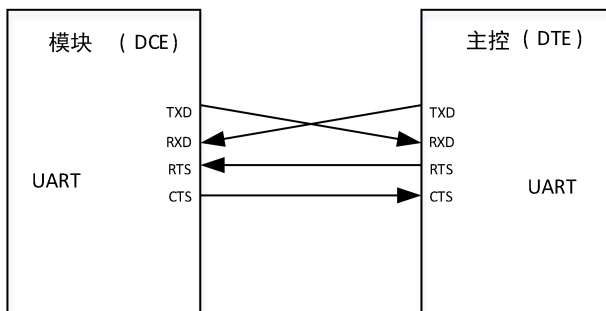 模块 （ DCE）
TXD
RXD
RTS
CTS
UART
主控（ DTE ）
TXD
RXD
RTS
CTS
UART